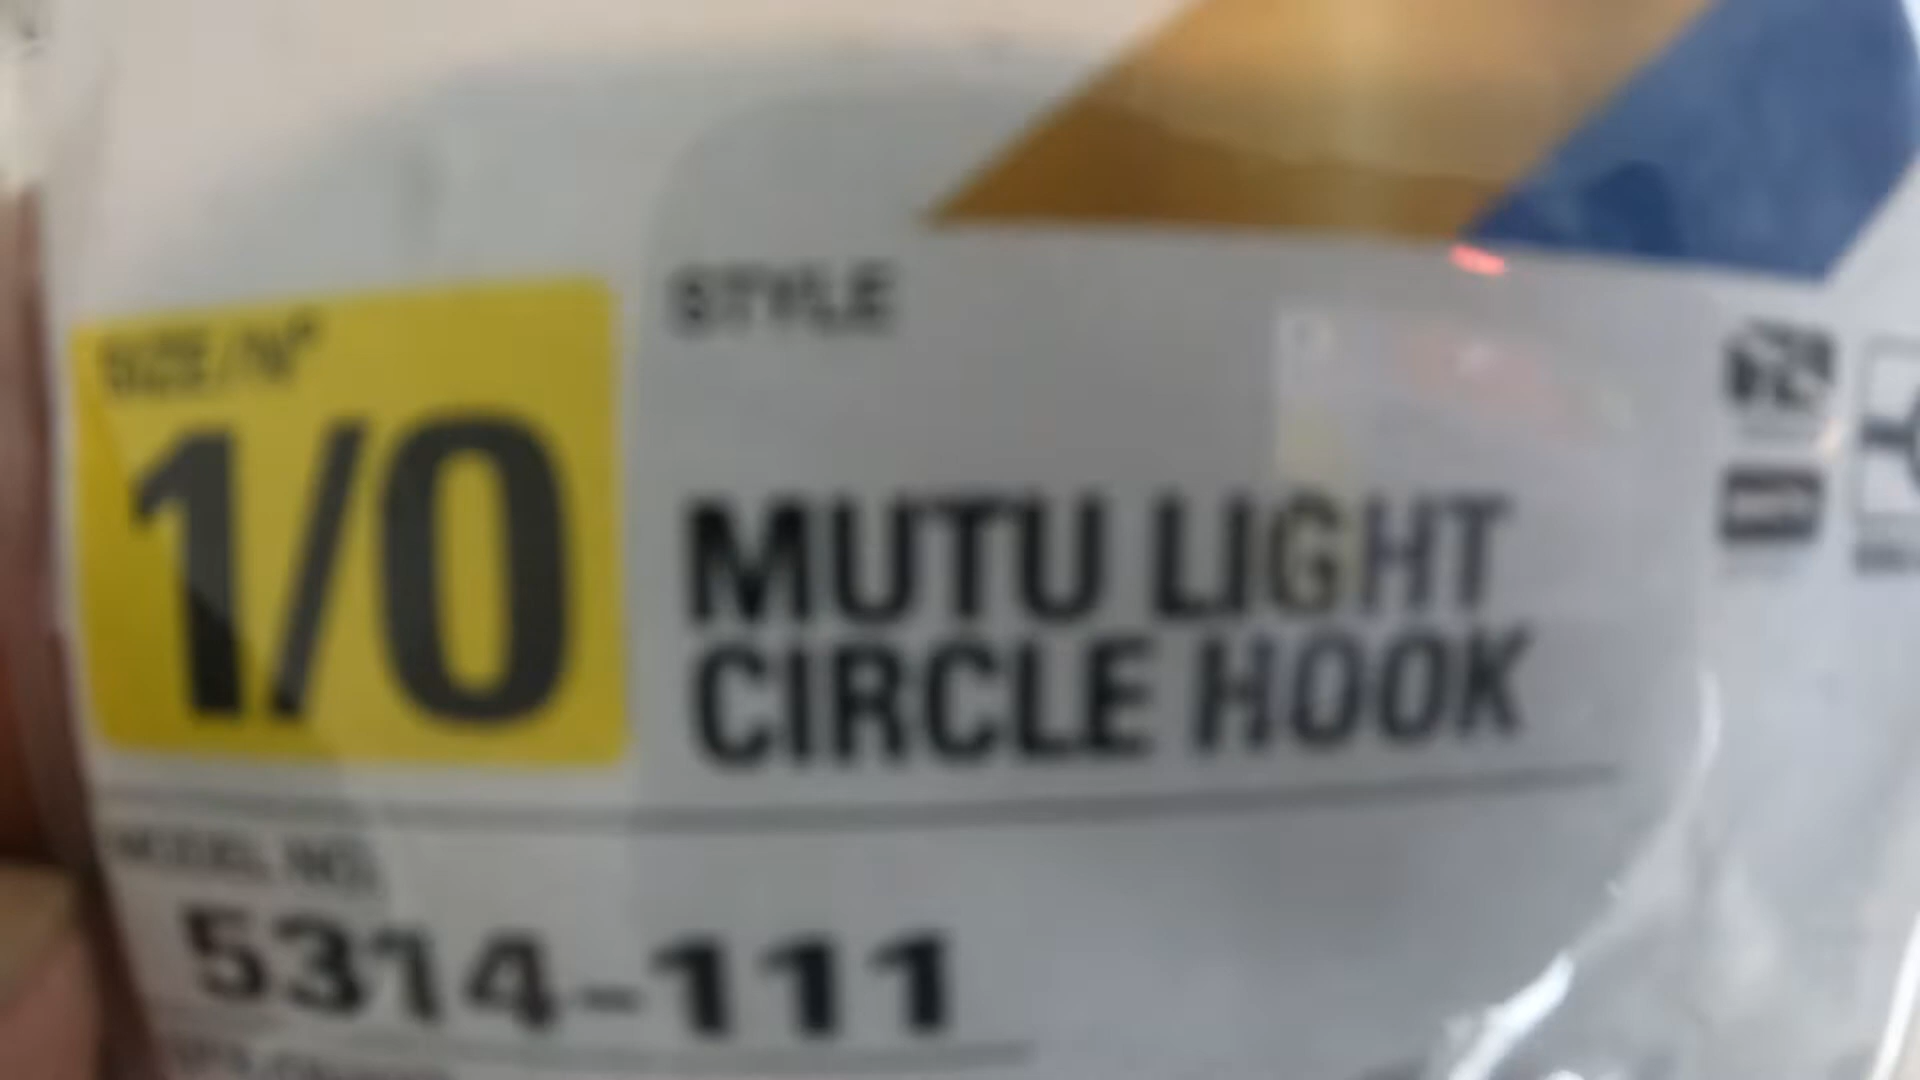 SIZE/N°
1/0
STYLE
MUTU LIGHT
CIRCLE HOOK
MODEL NO.
5314-111